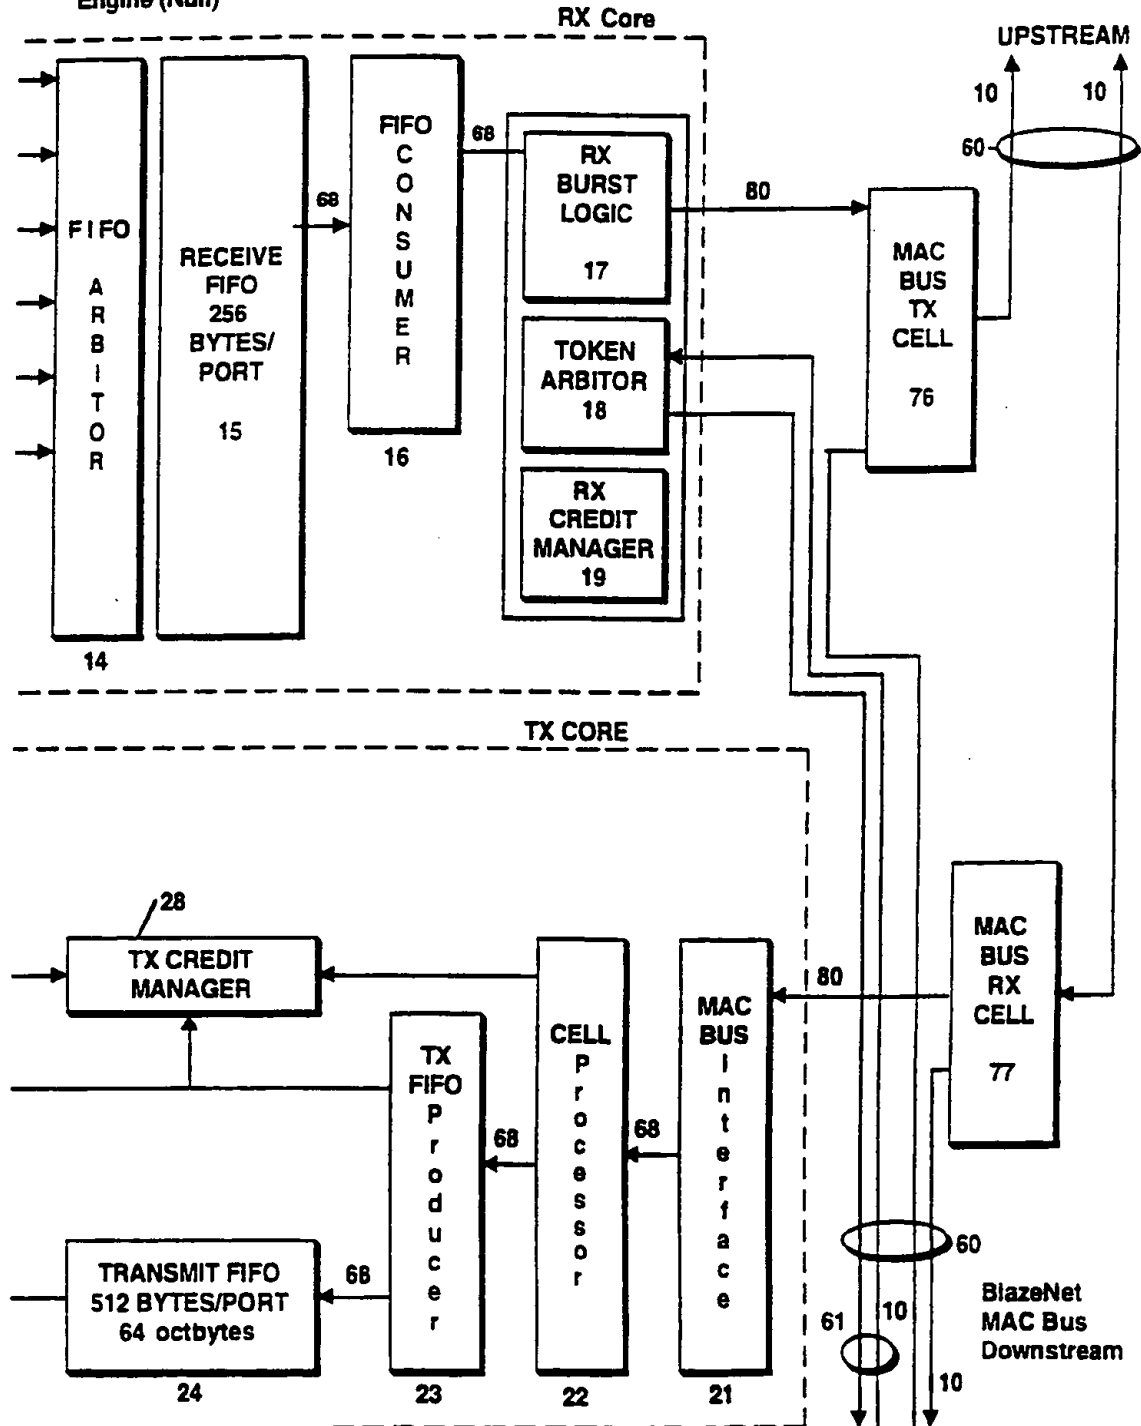 Engine (Null)
RX Core
UPSTREAM
10
10
60
FIFO
ARBITOR
14
RECEIVE
FIFO
256
BYTES/
PORT
15
68
FIFO
CONSUMER
16
68
RX
BURST
LOGIC
17
TOKEN
ARBITOR
18
RX
CREDIT
MANAGER
19
80
MAC
BUS
TX
CELL
76
TX CORE
28
TX CREDIT
MANAGER
TX
FIFO
Producer
23
68
CELL
Processor
22
68
MAC
BUS
Interface
21
80
MAC
BUS
RX
CELL
77
TRANSMIT FIFO
512 BYTES/PORT
64 octbytes
24
68
60
61
10
10
BlazeNet
MAC Bus
Downstream